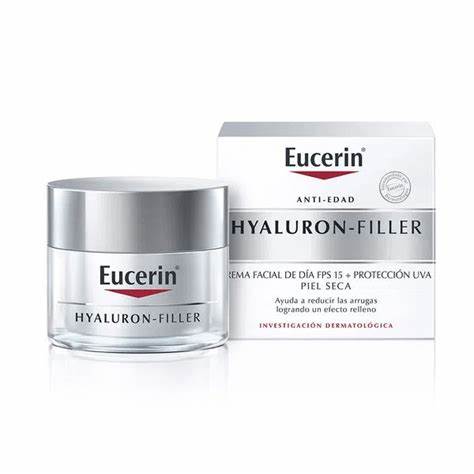 Eucerin®
HYALURON-FILLER
Eucerin®
ANTI-EDAD
HYALURON-FILLER
REMA FACIAL DE DÍA FPS 15 + PROTECCIÓN UVA
PIEL SECA
Ayuda a reducir las arrugas
logrando un efecto relleno
INVESTIGACIÓN DERMATOLÓGICA
Eucerin